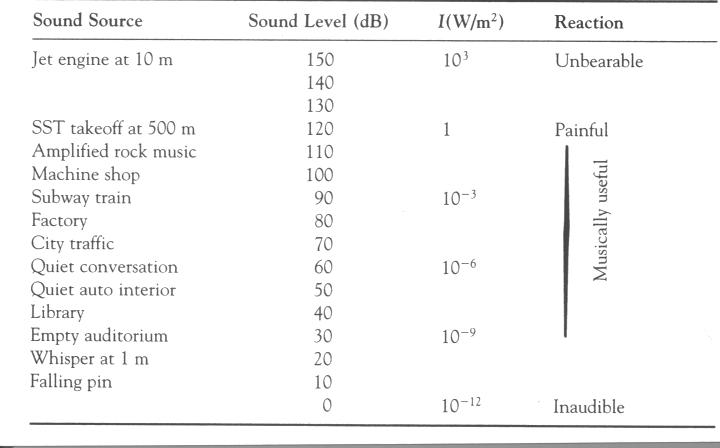 Sound Source Sound Level (dB) I(W/m²) Reaction
Jet engine at 10 m 150 10³ Unbearable
140
130
SST takeoff at 500 m 120 1 Painful
Amplified rock music 110
Machine shop 100
Subway train 90 10⁻³
Factory 80
City traffic 70
Quiet conversation 60 10⁻⁶
Quiet auto interior 50
Library 40
Empty auditorium 30 10⁻⁹
Whisper at 1 m 20
Falling pin 10
0 10⁻¹² Inaudible
Musically useful